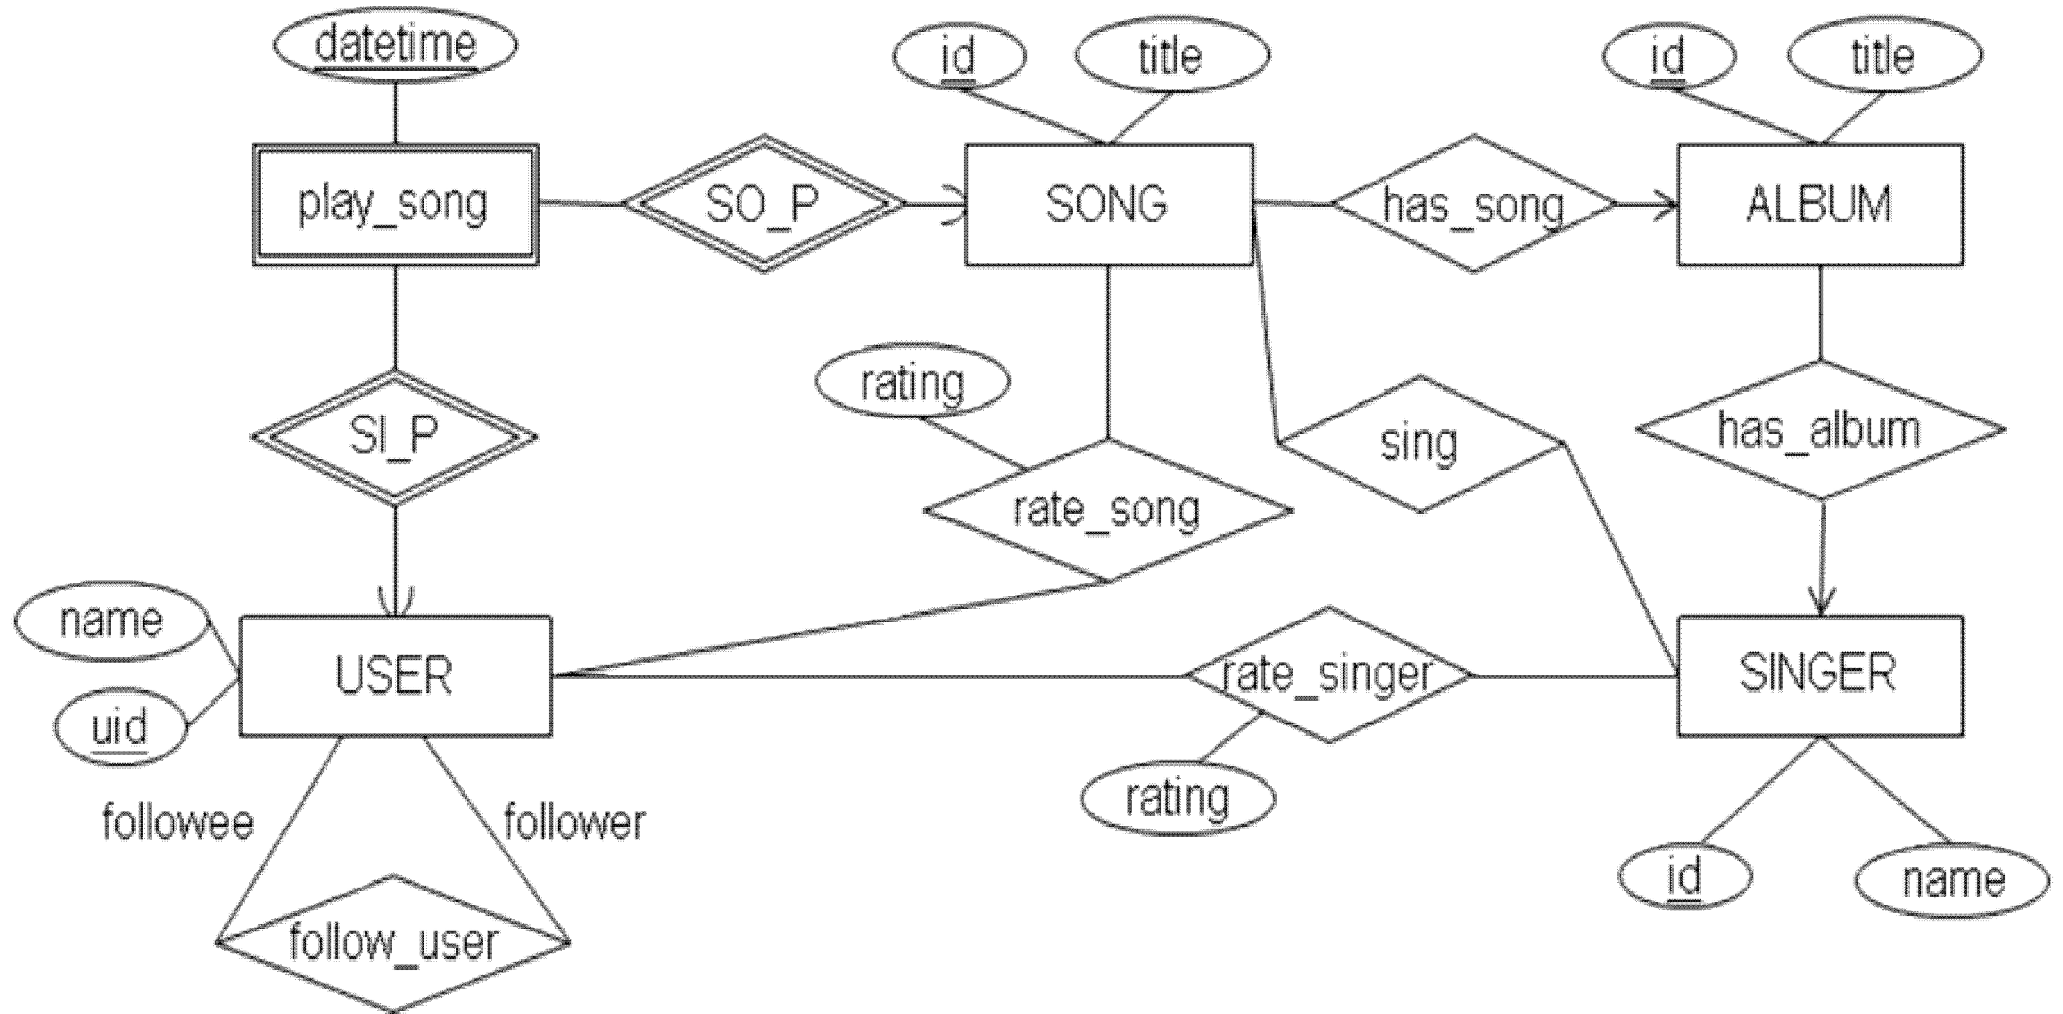 datetime
id
title
id
title
play_song
SO_P
SONG
has_song
ALBUM
rating
SI_P
sing
has_album
rate_song
name
USER
rate_singer
SINGER
uid
rating
followee
follower
id
name
follow_user